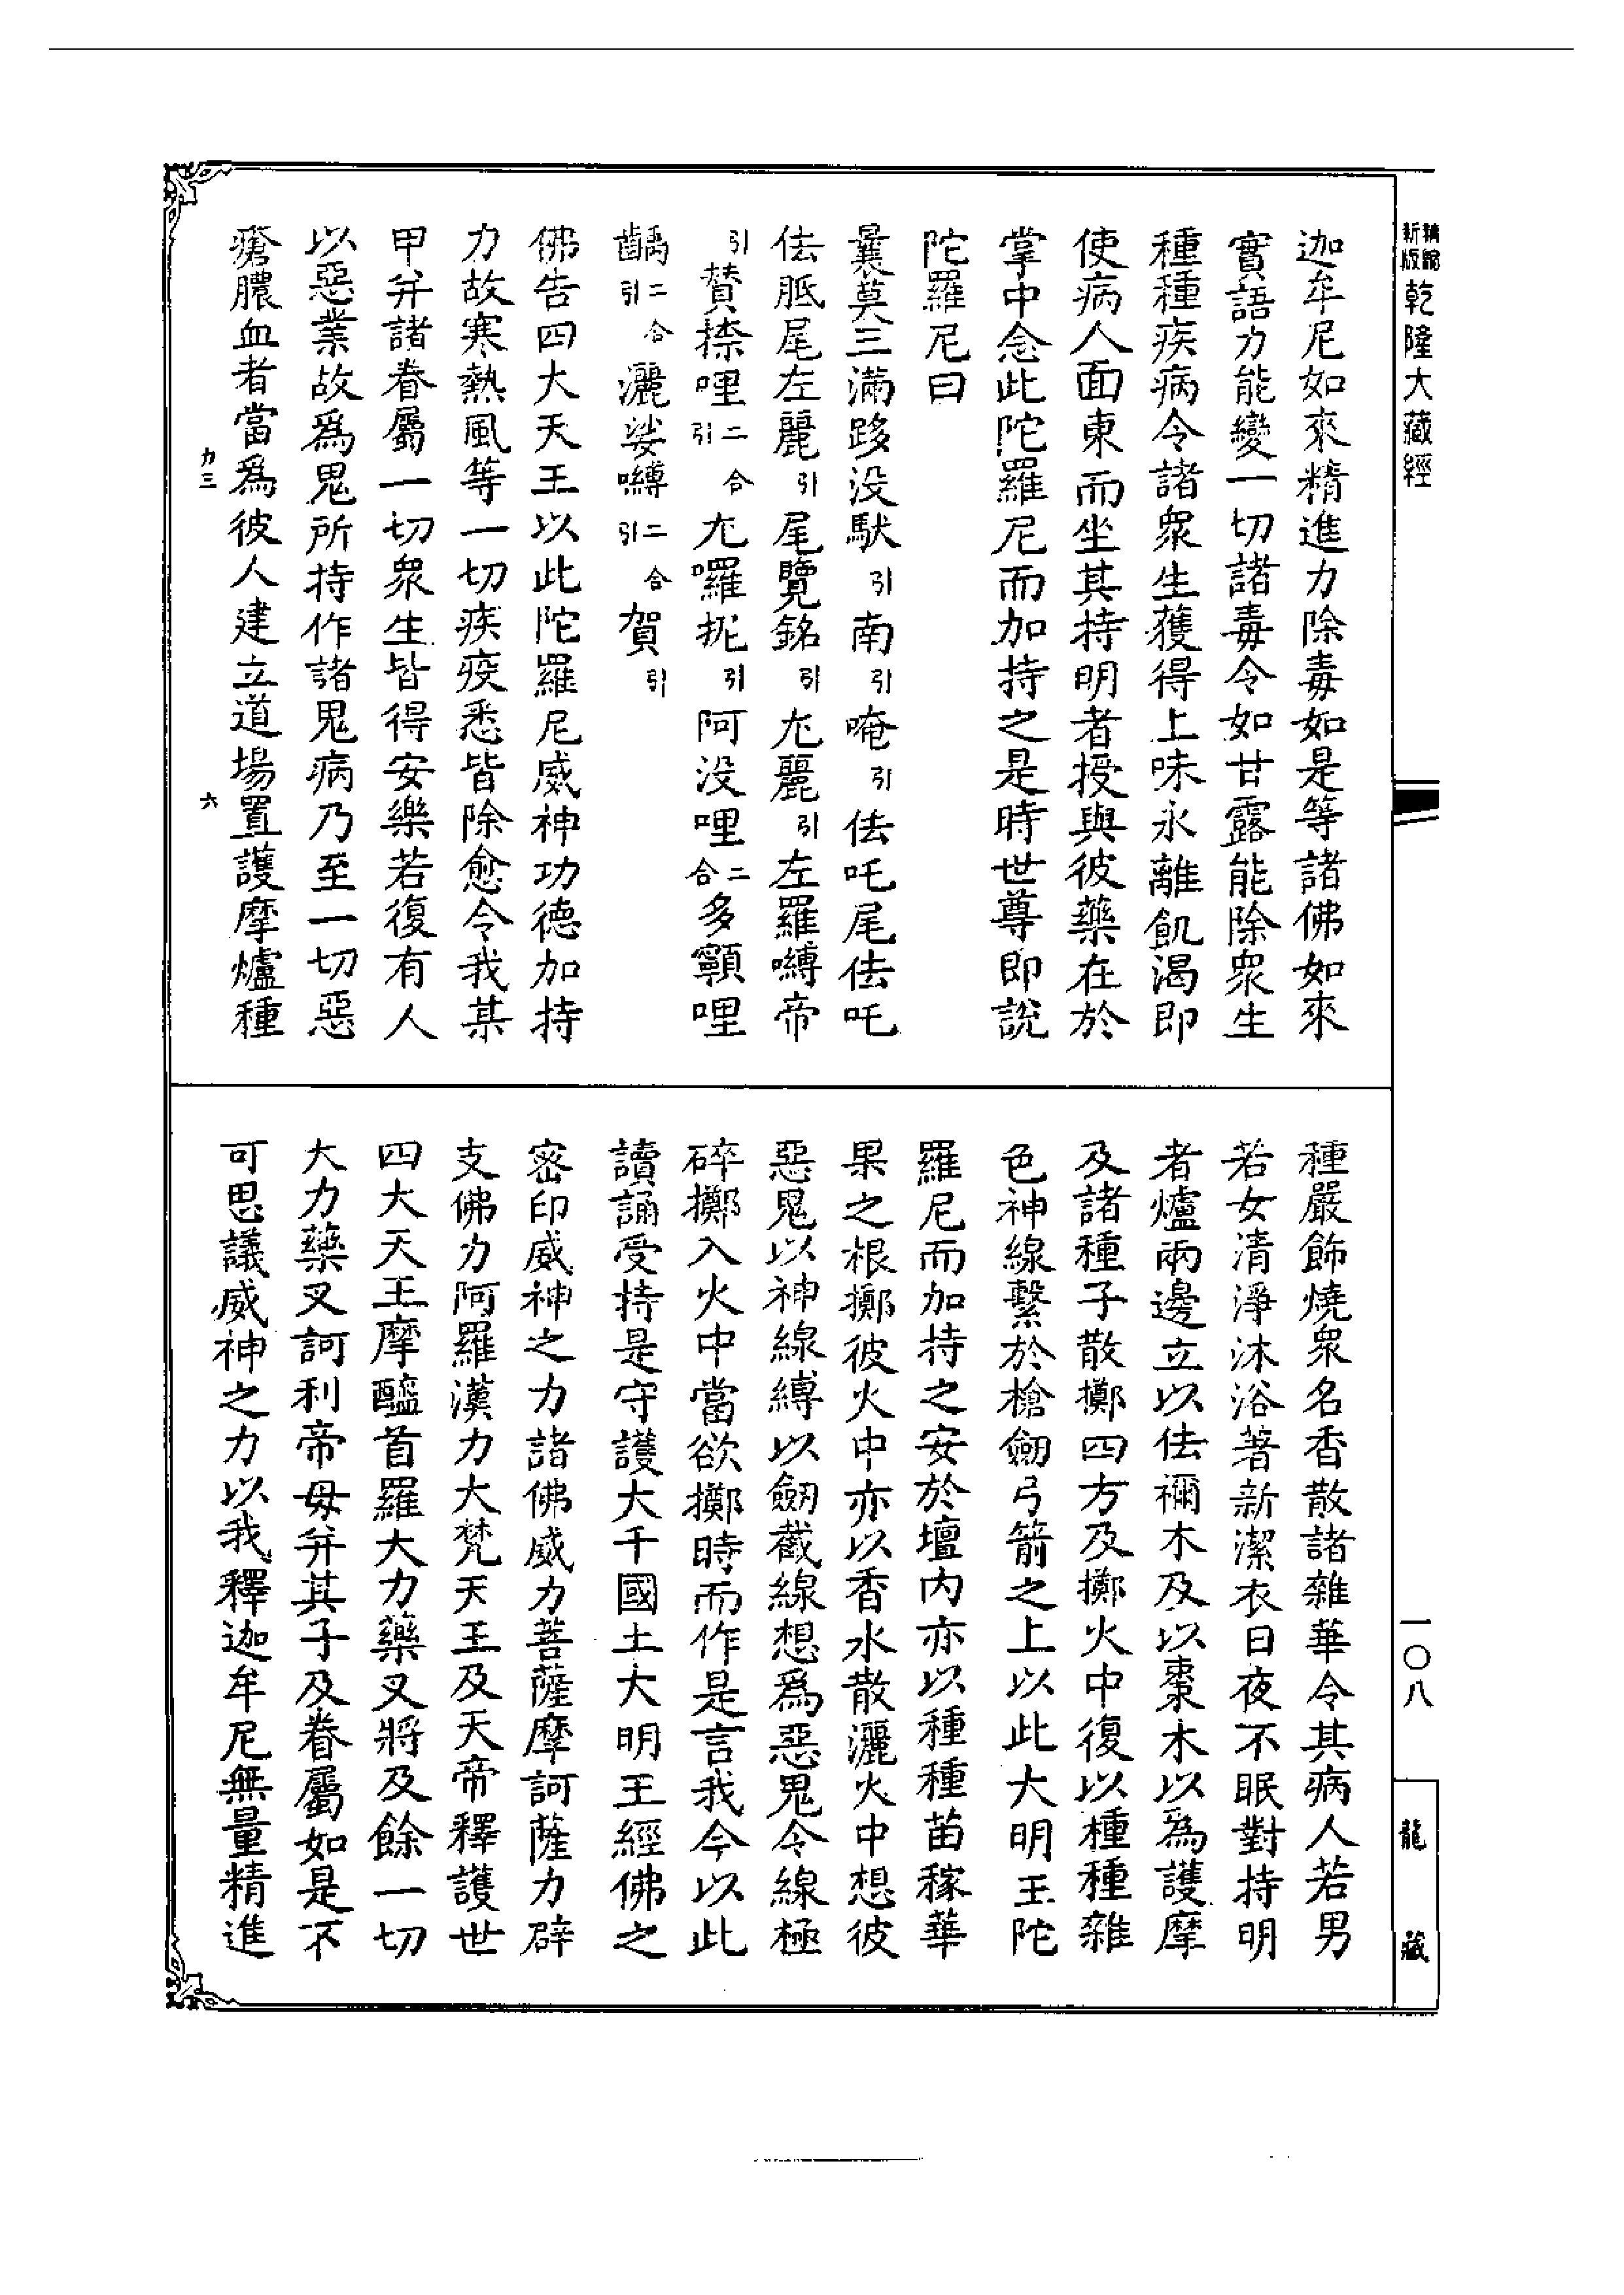 新版精縮乾隆大藏經
一〇八
龍藏
迦牟尼如來精進力除毒如是等諸佛如來
實語力能變一切諸毒令如甘露能除衆生
種種疾病令諸衆生獲得上味永離飢渴即
使病人面東而坐其持明者授與彼藥在於
掌中念此陀羅尼而加持之是時世尊即說
陀羅尼曰
曩莫三滿跢没馱引南引唵引佉吒尾佉吒
佉胝尾左麗引尾覽銘引尢麗引左羅嚩帝
引贊捺哩二合引尢囉抳引阿没哩二合多顎哩
齲二合引灑娑嚩二合引賀引
佛告四大天王以此陀羅尼威神功德加持
力故寒熱風等一切疾疫悉皆除愈令我某
甲并諸眷屬一切衆生皆得安樂若復有人
以惡業故爲鬼所持作諸鬼病乃至一切惡
瘡膿血者當爲彼人建立道場置護摩爐種
力三 六
種嚴飾燒衆名香散諸雜華令其病人若男
若女清淨沐浴著新潔衣日夜不眠對持明
者爐兩邊立以佉禰木及以棗木以為護摩
及諸種子散擲四方及擲火中復以種種雜
色神線繫於槍劒弓箭之上以此大明王陀
羅尼而加持之安於壇内亦以種種苗稼華
果之根擲彼火中亦以香水散灑火中想彼
惡鬼以神線縛以劒截線想爲惡鬼令線極
碎擲入火中當欲擲時而作是言我今以此
讀誦受持是守護大千國土大明王經佛之
密印威神之力諸佛威力菩薩摩訶薩力辟
支佛力阿羅漢力大梵天王及天帝釋護世
四大天王摩醯首羅大力藥叉將及餘一切
大力藥叉訶利帝母并其子及眷屬如是不
可思議威神之力以我釋迦牟尼無量精進